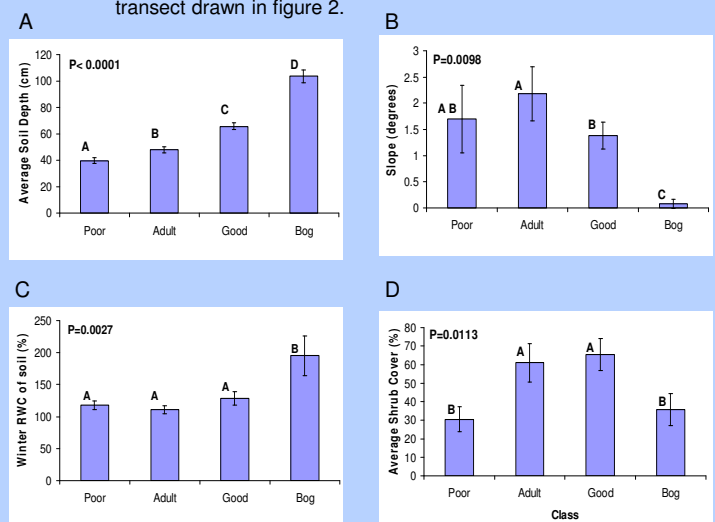 transect drawn in figure 2.
A
P< 0.0001
Average Soil Depth (cm)
120
100
80
60
40
20
0
A
B
C
D
Poor Adult Good Bog
B
P=0.0098
Slope (degrees)
3
2.5
2
1.5
1
0.5
0
A B
A
B
C
Poor Adult Good Bog
C
P=0.0027
Winter RWC of soil (%)
250
200
150
100
50
0
A
A
A
B
Poor Adult Good Bog
D
P=0.0113
Average Shrub Cover (%)
80
70
60
50
40
30
20
10
0
B
A
A
B
Poor Adult Good Bog
Class